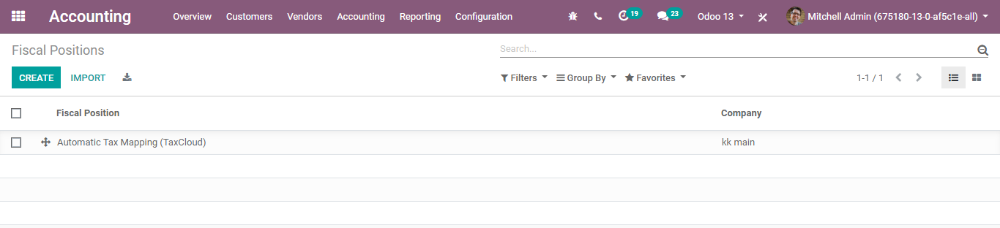 Accounting Overview Customers Vendors Accounting Reporting Configuration 19 23 Odoo 13 Mitchell Admin (675180-13-0-af5c1e-all)
Fiscal Positions Search...
CREATE IMPORT Filters Group By Favorites 1-1 / 1
Fiscal Position Company
Automatic Tax Mapping (TaxCloud) kk main